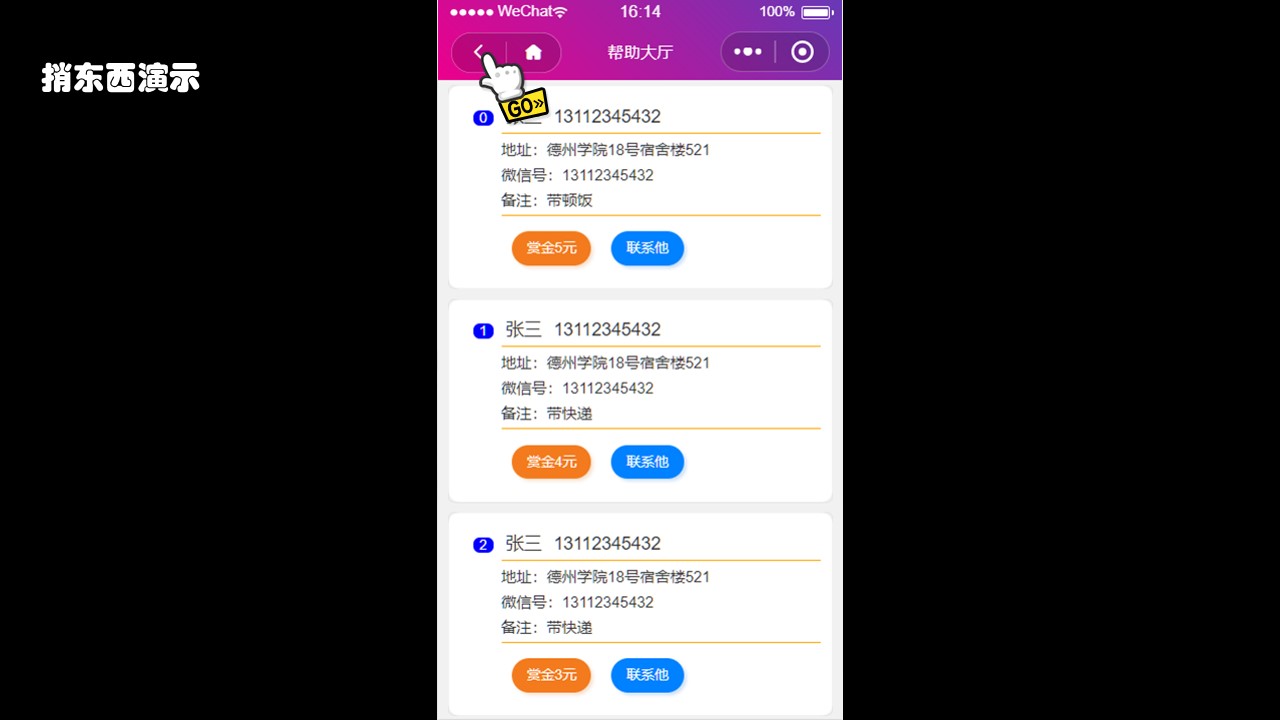 WeChat
16:14
100%
帮助大厅
捎东西演示
GO»
0
13112345432
地址：德州学院18号宿舍楼521
微信号：13112345432
备注：带顿饭
赏金5元
联系他
1
张三 13112345432
地址：德州学院18号宿舍楼521
微信号：13112345432
备注：带快递
赏金4元
联系他
2
张三 13112345432
地址：德州学院18号宿舍楼521
微信号：13112345432
备注：带快递
赏金3元
联系他